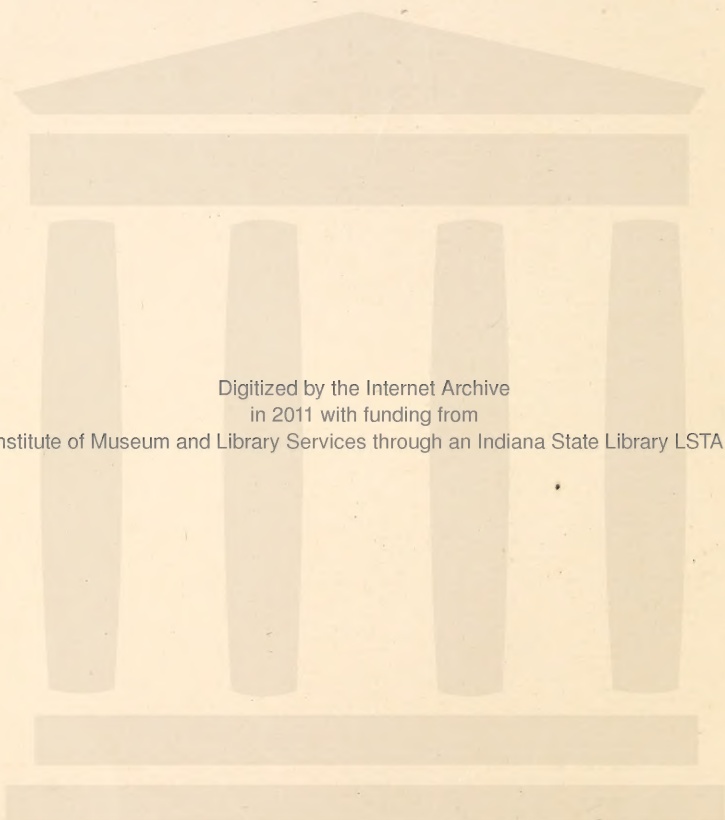 Digitized by the Internet Archive
in 2011 with funding from
nstitute of Museum and Library Services through an Indiana State Library LSTA